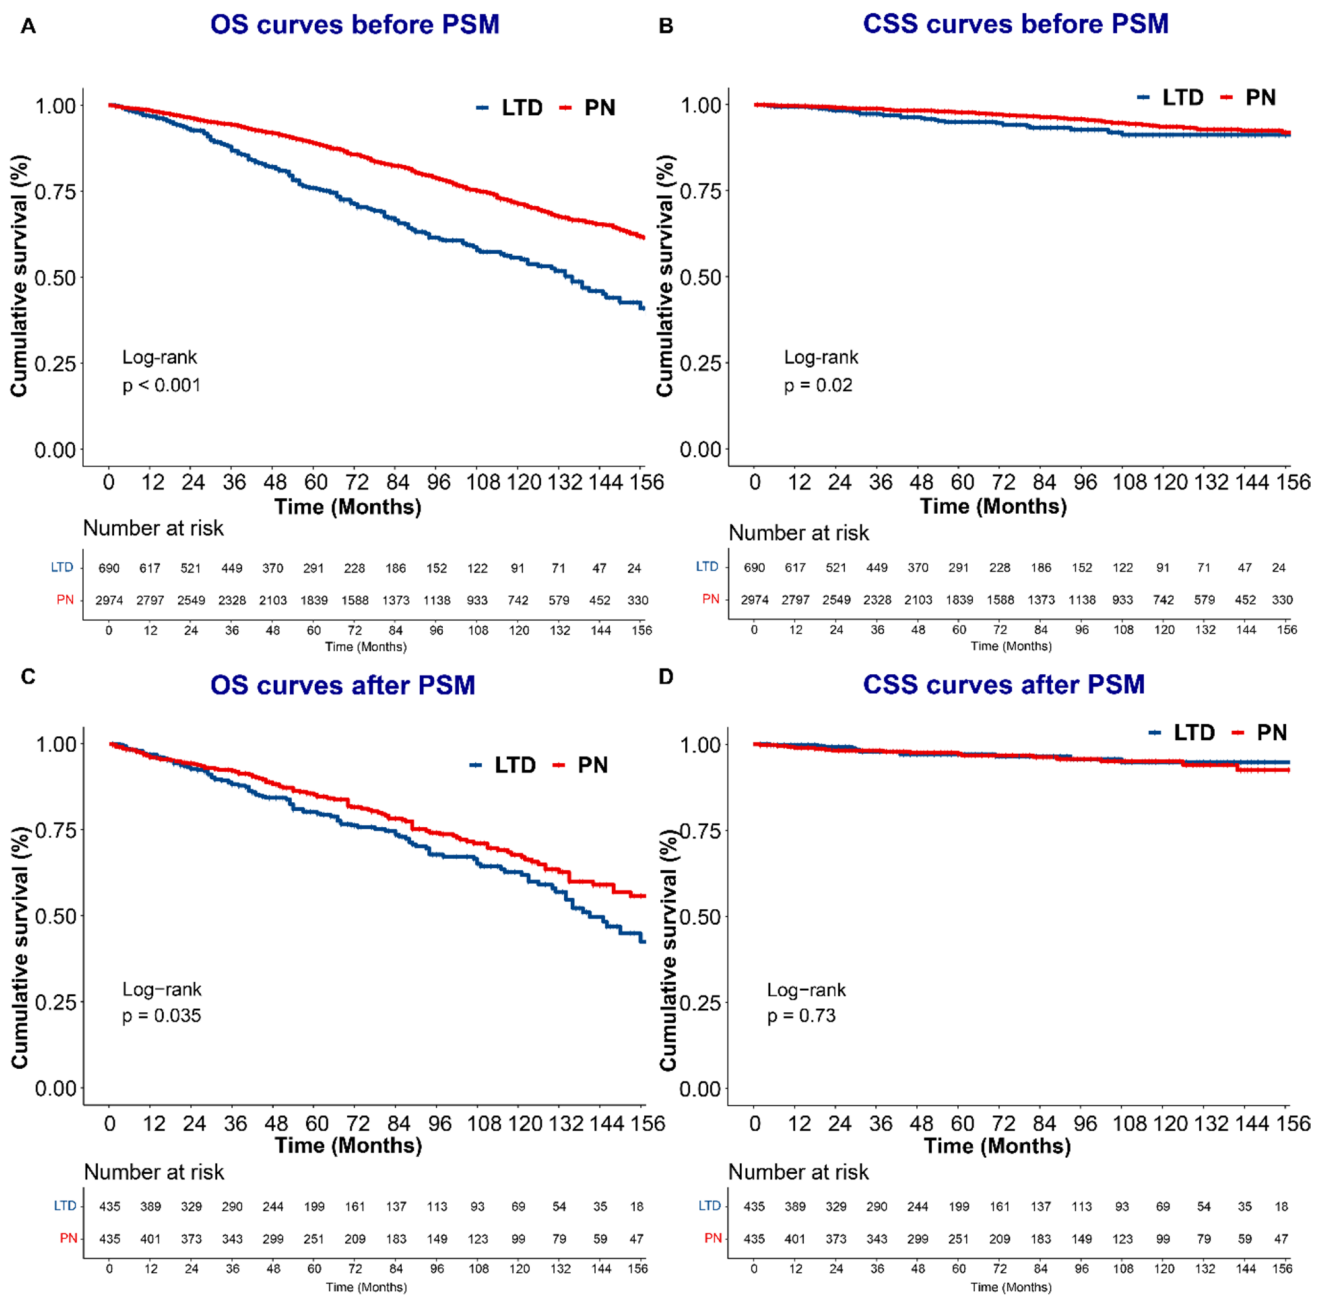 A
OS curves before PSM
LTD PN
Cumulative survival (%)
1.00
0.75
0.50
0.25
0.00
Log-rank
p < 0.001
0 12 24 36 48 60 72 84 96 108 120 132 144 156
Time (Months)
Number at risk
LTD 690 617 521 449 370 291 228 186 152 122 91 71 47 24
PN 2974 2797 2549 2328 2103 1839 1588 1373 1138 933 742 579 452 330
0 12 24 36 48 60 72 84 96 108 120 132 144 156
Time (Months)
B
CSS curves before PSM
LTD PN
Cumulative survival (%)
1.00
0.75
0.50
0.25
0.00
Log-rank
p = 0.02
0 12 24 36 48 60 72 84 96 108 120 132 144 156
Time (Months)
Number at risk
LTD 690 617 521 449 370 291 228 186 152 122 91 71 47 24
PN 2974 2797 2549 2328 2103 1839 1588 1373 1138 933 742 579 452 330
0 12 24 36 48 60 72 84 96 108 120 132 144 156
Time (Months)
C
OS curves after PSM
LTD PN
Cumulative survival (%)
1.00
0.75
0.50
0.25
0.00
Log−rank
p = 0.035
0 12 24 36 48 60 72 84 96 108 120 132 144 156
Time (Months)
Number at risk
LTD 435 389 329 290 244 199 161 137 113 93 69 54 35 18
PN 435 401 373 343 299 251 209 183 149 123 99 79 59 47
0 12 24 36 48 60 72 84 96 108 120 132 144 156
Time (Months)
D
CSS curves after PSM
LTD PN
Cumulative survival (%)
1.00
0.75
0.50
0.25
0.00
Log−rank
p = 0.73
0 12 24 36 48 60 72 84 96 108 120 132 144 156
Time (Months)
Number at risk
LTD 435 389 329 290 244 199 161 137 113 93 69 54 35 18
PN 435 401 373 343 299 251 209 183 149 123 99 79 59 47
0 12 24 36 48 60 72 84 96 108 120 132 144 156
Time (Months)